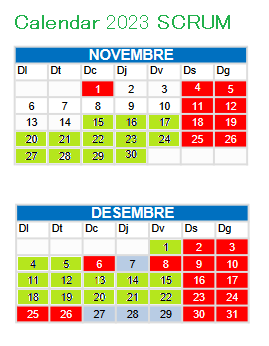 Calendar 2023 SCRUM
NOVEMBRE
Dl Dt Dc Dj Dv Ds Dg
1 2 3 4 5
6 7 8 9 10 11 12
13 14 15 16 17 18 19
20 21 22 23 24 25 26
27 28 29 30
DESEMBRE
Dl Dt Dc Dj Dv Ds Dg
1 2 3
4 5 6 7 8 9 10
11 12 13 14 15 16 17
18 19 20 21 22 23 24
25 26 27 28 29 30 31